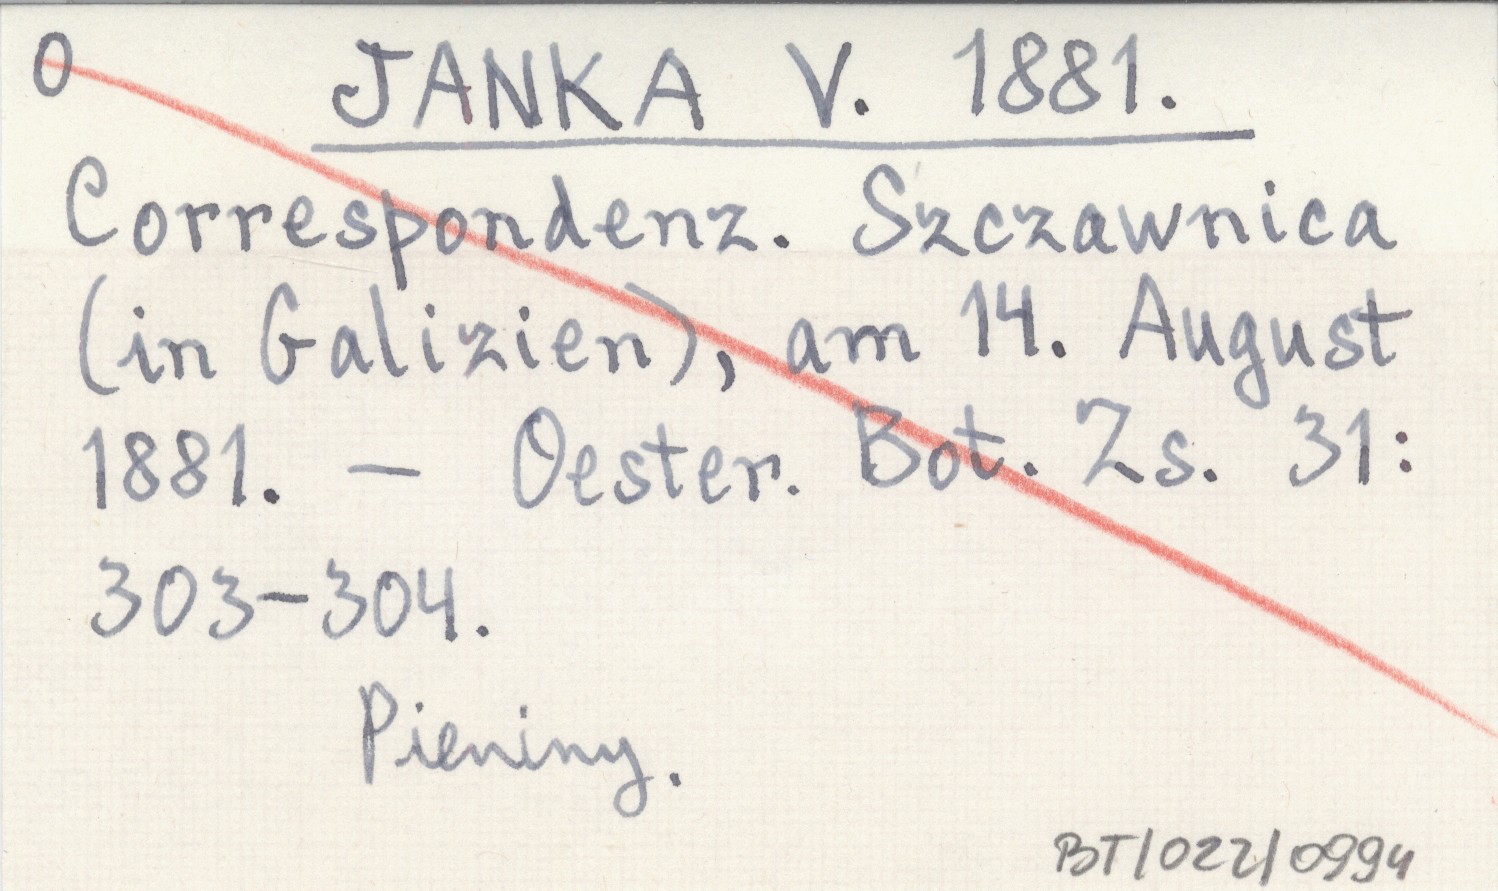 0
JANKA V. 1881.
Correspondenz. Szczawnica
(in Galizien), am 14. August
1881. — Oester. Bot. Zs. 31:
303-304.
Pieniny.
BT/022/0994